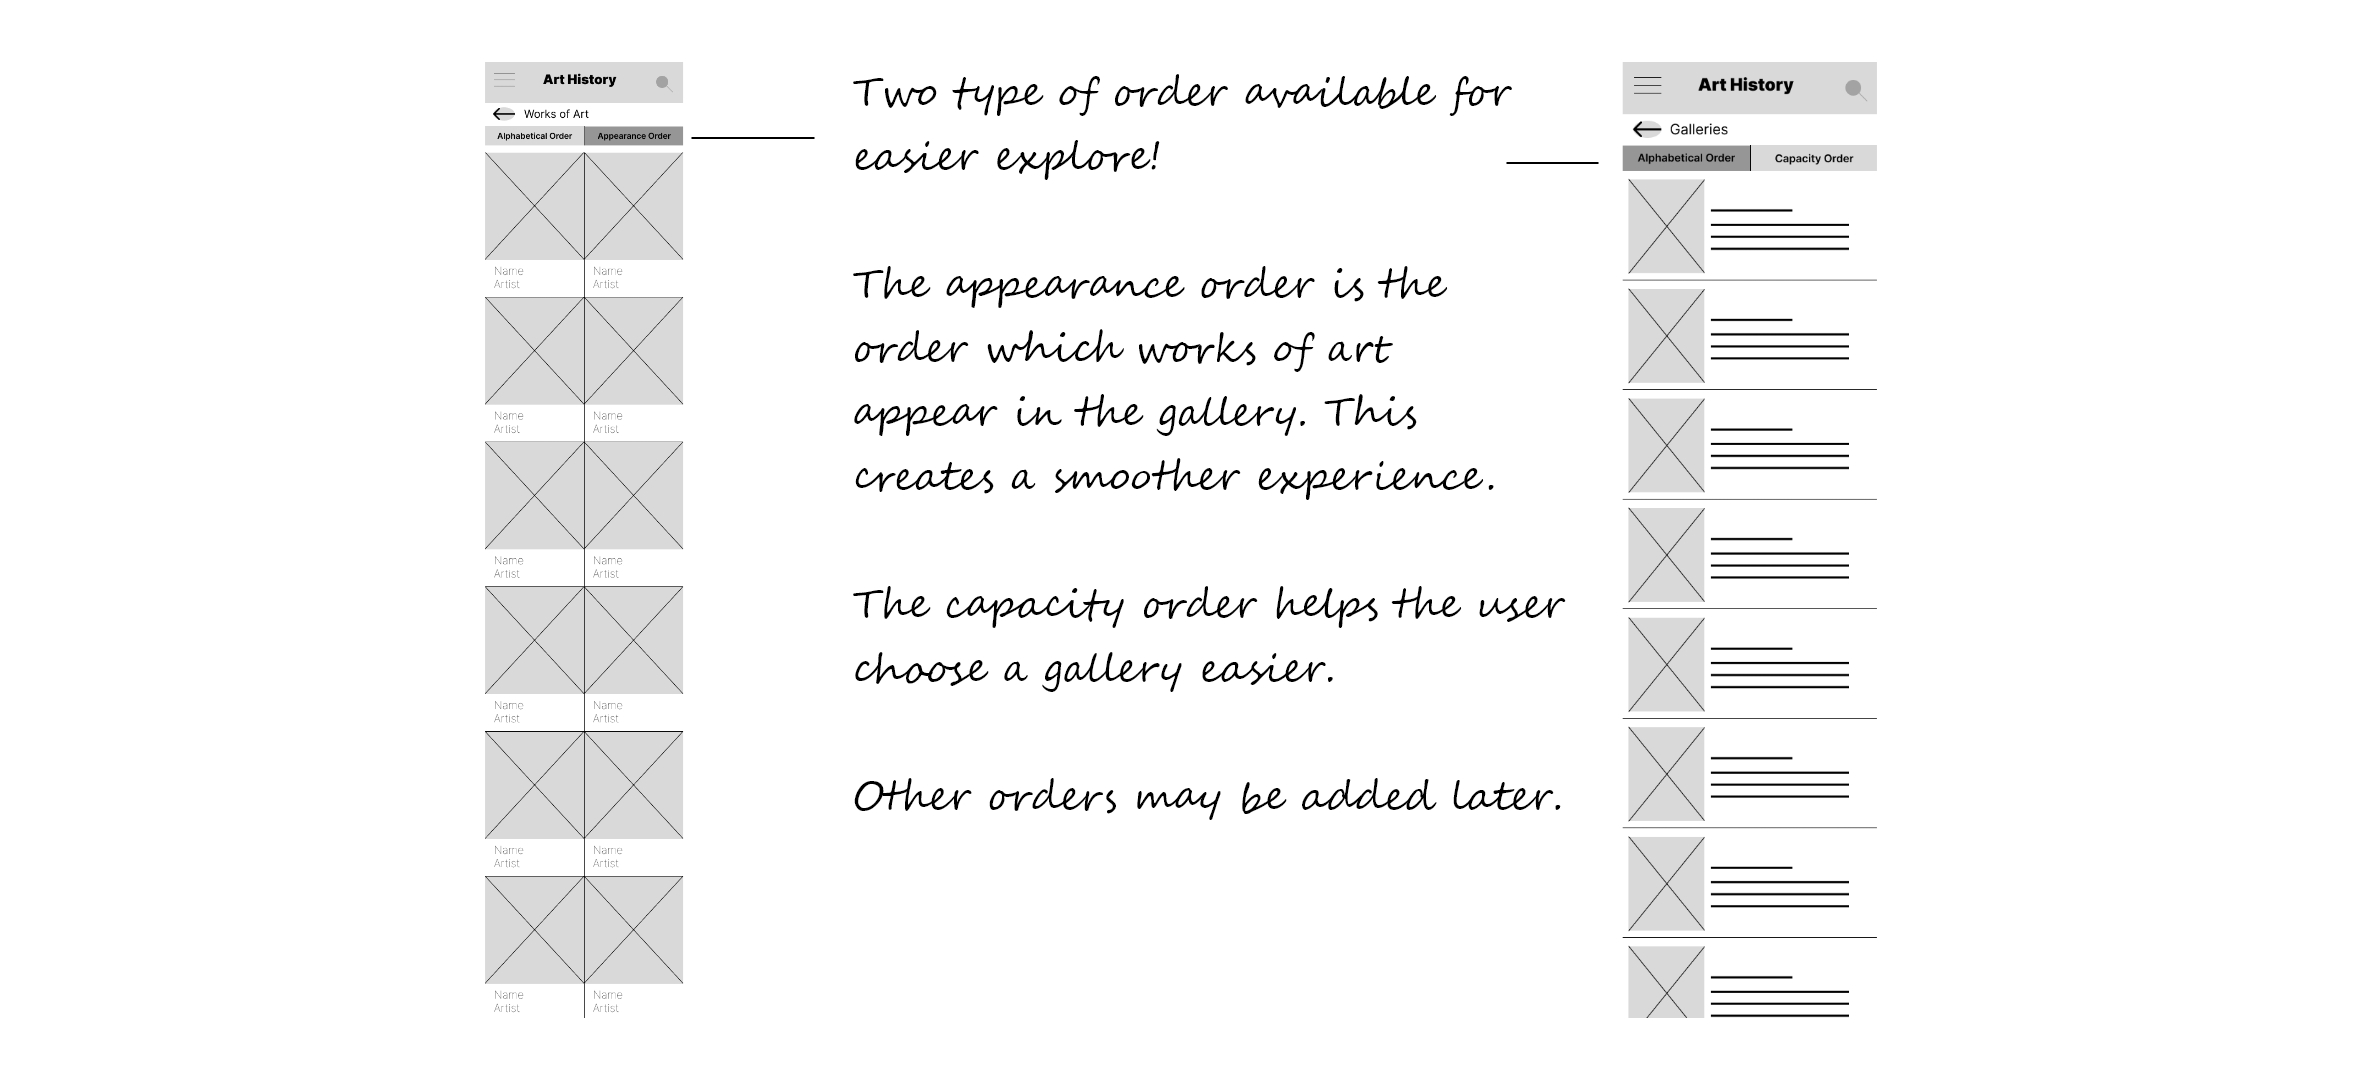 Art History
Works of Art
Alphabetical Order Appearance Order
Name Name
Artist Artist
Name Name
Artist Artist
Name Name
Artist Artist
Name Name
Artist Artist
Name Name
Artist Artist
Name Name
Artist Artist
Two type of order available for
easier explore!
The appearance order is the
order which works of art
appear in the gallery. This
creates a smoother experience.
The capacity order helps the user
choose a gallery easier.
Other orders may be added later.
Art History
Galleries
Alphabetical Order Capacity Order